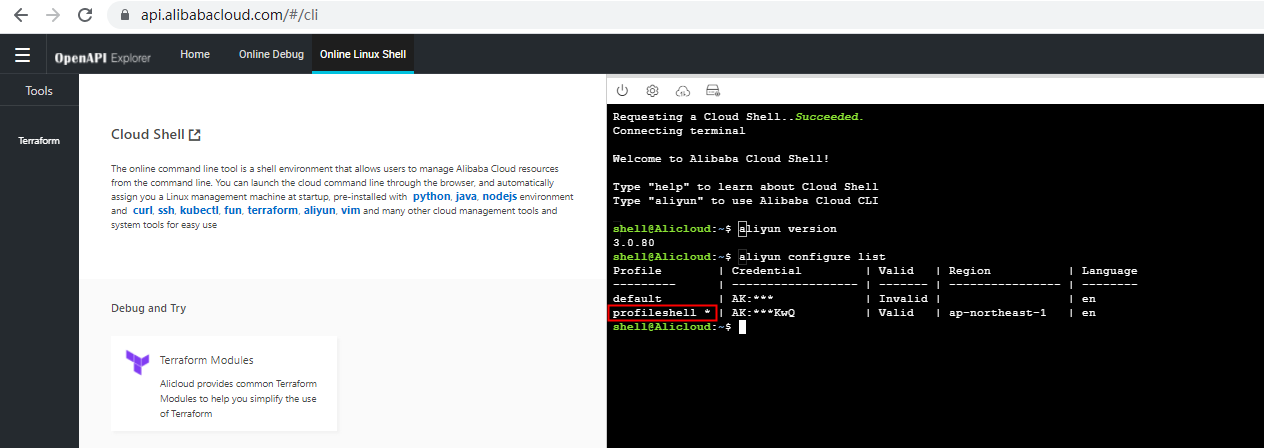 api.alibabacloud.com/#/cli
OpenAPI Explorer
Home
Online Debug
Online Linux Shell
Tools
Terraform
Cloud Shell
The online command line tool is a shell environment that allows users to manage Alibaba Cloud resources
from the command line. You can launch the cloud command line through the browser, and automatically
assign you a Linux management machine at startup, pre-installed with python, java, nodejs environment
and curl, ssh, kubectl, fun, terraform, aliyun, vim and many other cloud management tools and
system tools for easy use
Debug and Try
Terraform Modules
Alicloud provides common Terraform
Modules to help you simplify the use
of Terraform
Requesting a Cloud Shell..Succeeded.
Connecting terminal
Welcome to Alibaba Cloud Shell!
Type "help" to learn about Cloud Shell
Type "aliyun" to use Alibaba Cloud CLI
shell@Alicloud:~$ aliyun version
3.0.80
shell@Alicloud:~$ aliyun configure list
Profile | Credential | Valid | Region | Language
--------- | ------------------ | ------- | ---------------- | --------
default | AK:*** | Invalid | | en
profileshell * | AK:***KwQ | Valid | ap-northeast-1 | en
shell@Alicloud:~$